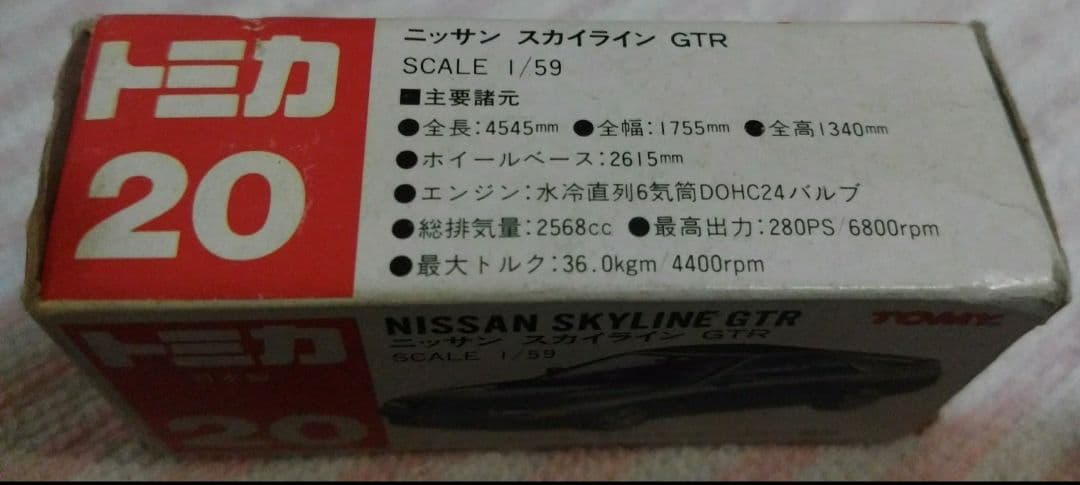 トミカ
20
ニッサン スカイライン GTR
SCALE 1/59
■主要諸元
●全長:4545mm ●全幅:1755mm ●全高1340mm
●ホイールベース:2615mm
●エンジン:水冷直列6気筒DOHC24バルブ
●総排気量:2568cc ●最高出力:280PS/6800rpm
●最大トルク:36.0kgm/4400rpm
トミカ
日本製
20
NISSAN SKYLINE GTR
ニッサン スカイライン GTR
SCALE 1/59
TOMY